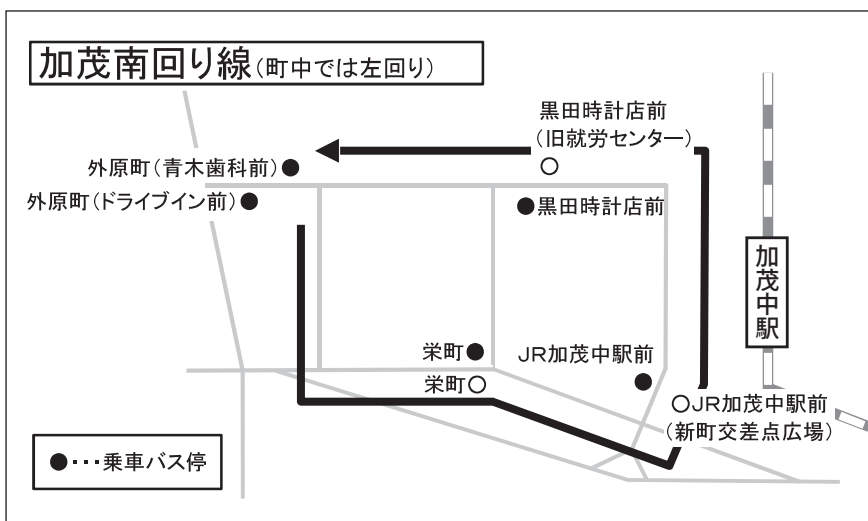 加茂南回り線(町中では左回り)
黒田時計店前
(旧就労センター)
外原町(青木歯科前)
外原町(ドライブイン前)
黒田時計店前
加茂中駅
栄町
JR加茂中駅前
栄町
JR加茂中駅前
(新町交差点広場)
●･･･乗車バス停